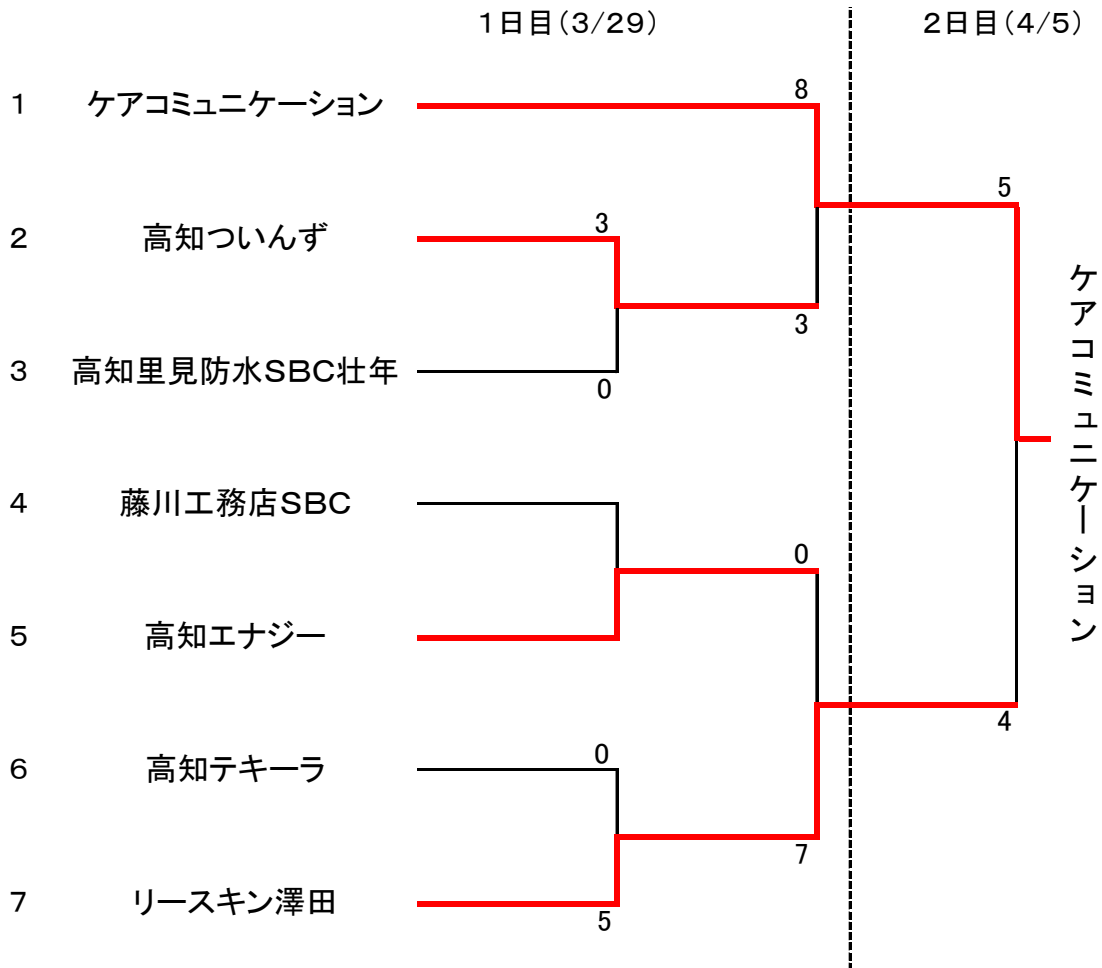 1日目(3/29)
2日目(4/5)
8
1 ケアコミュニケーション
5
3
2 高知ついんず
3
3 高知里見防水SBC壮年
0
ケアコミュニケーション
4 藤川工務店SBC
0
5 高知エナジー
4
0
6 高知テキーラ
7
7 リースキン澤田
5